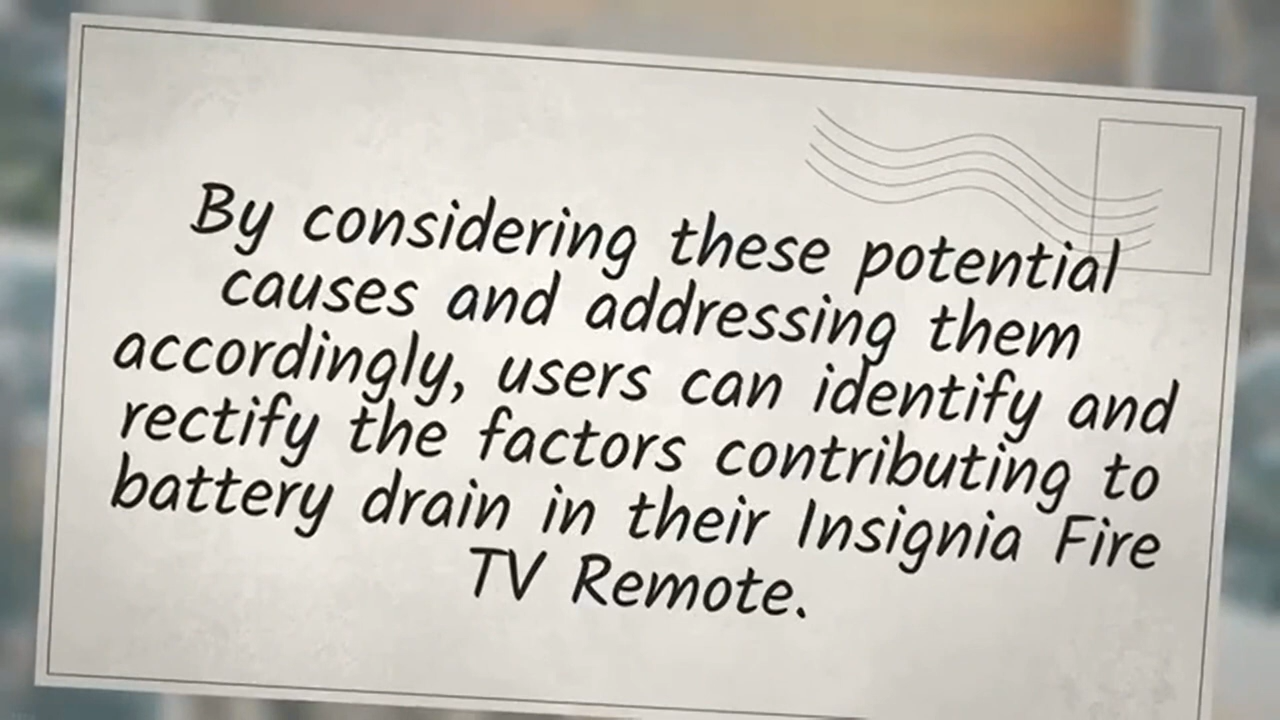 By considering these potential
causes and addressing them
accordingly, users can identify and
rectify the factors contributing to
battery drain in their Insignia Fire
TV Remote.